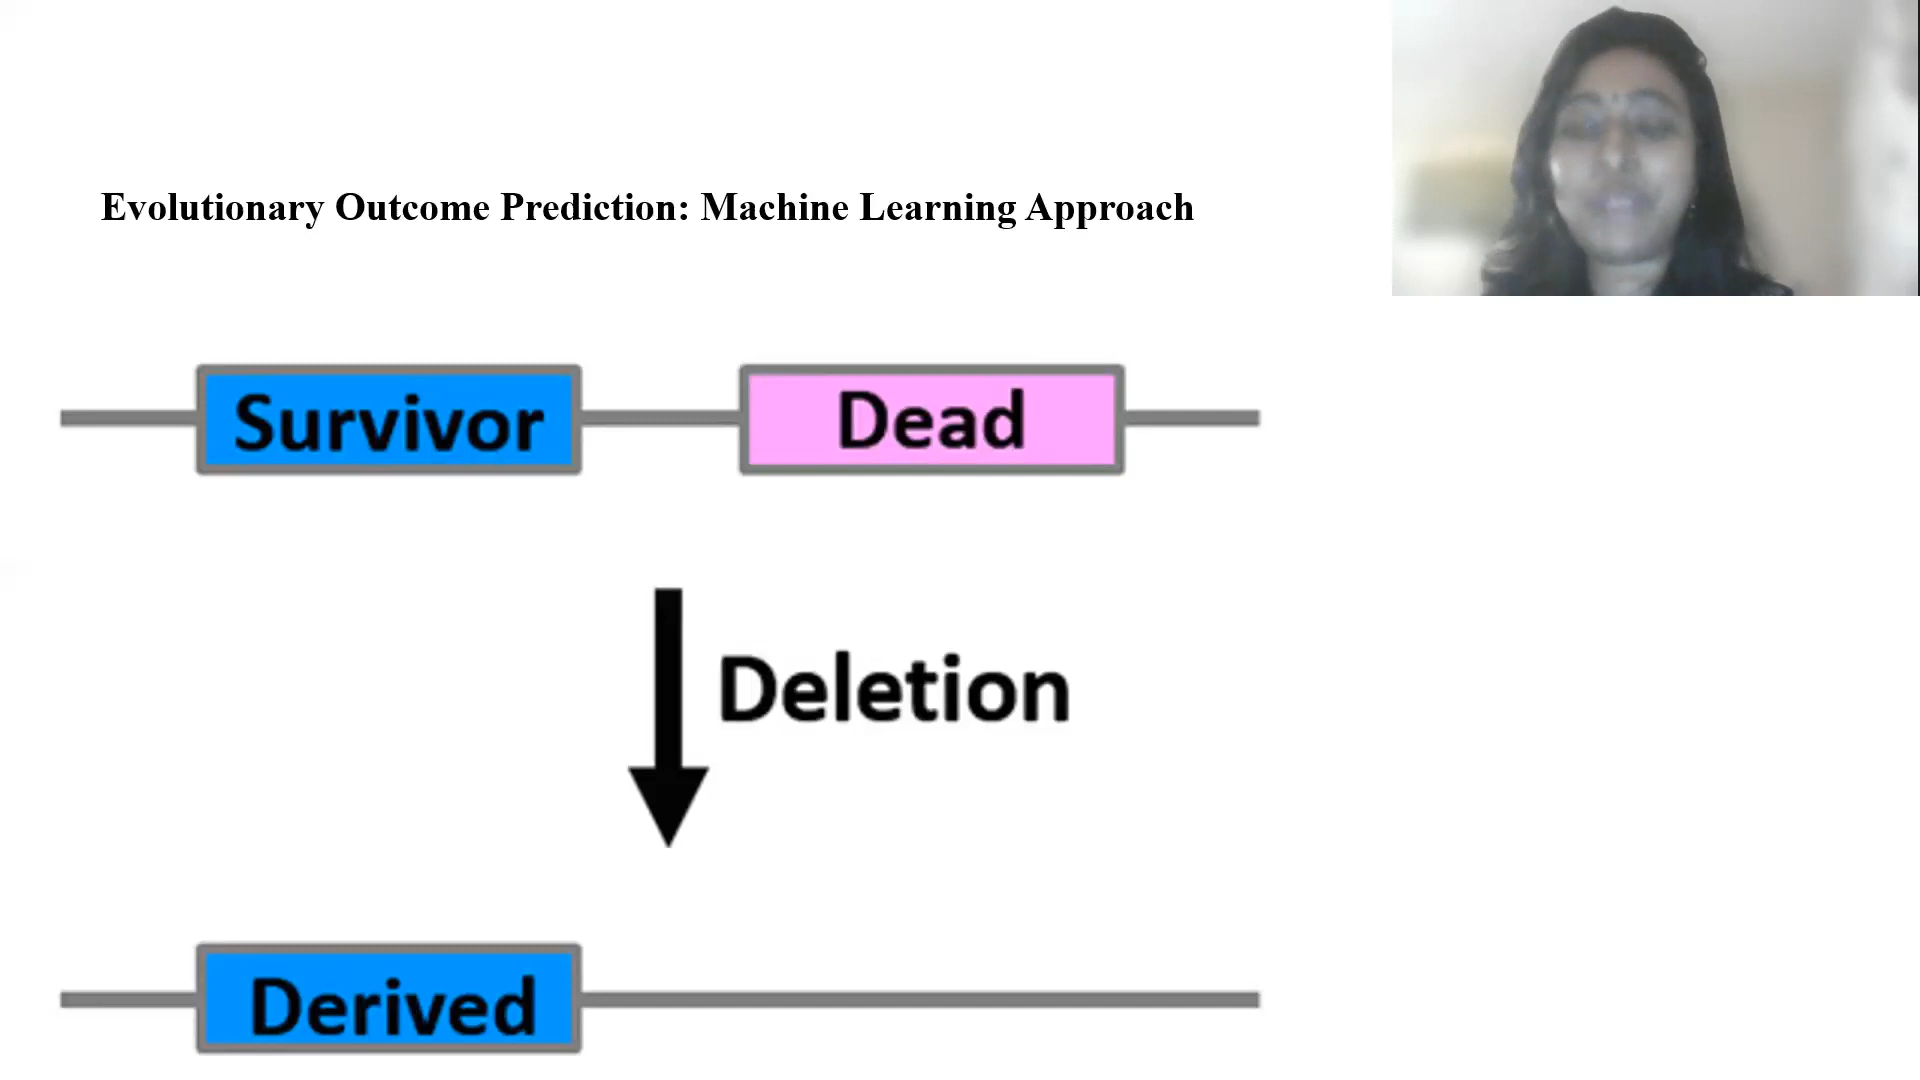 Evolutionary Outcome Prediction: Machine Learning Approach
Survivor Dead
Deletion
Derived